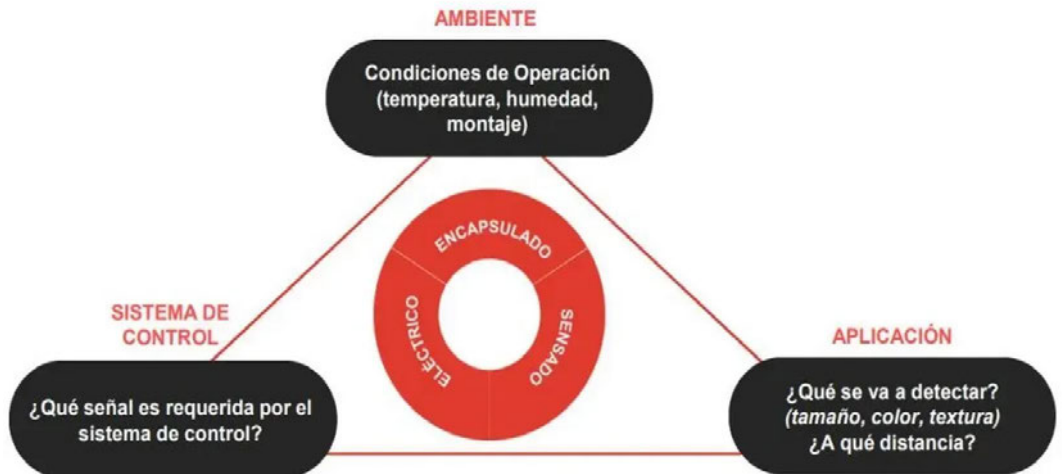 AMBIENTE
Condiciones de Operación
(temperatura, humedad,
montaje)
ENCAPSULADO
ELÉCTRICO
SENSADO
SISTEMA DE
CONTROL
¿Qué señal es requerida por el
sistema de control?
APLICACIÓN
¿Qué se va a detectar?
(tamaño, color, textura)
¿A qué distancia?